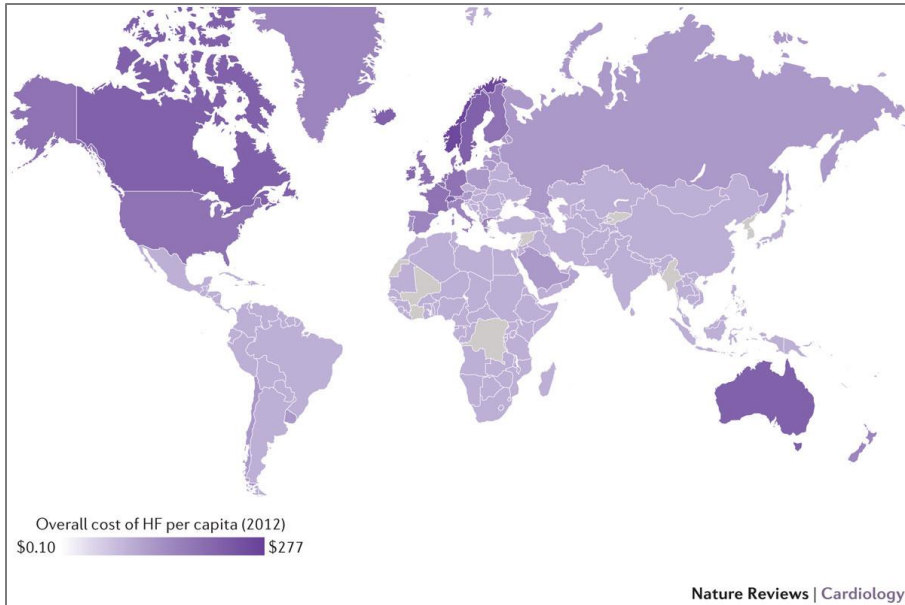 Overall cost of HF per capita (2012)
$0.10 $277
Nature Reviews | Cardiology